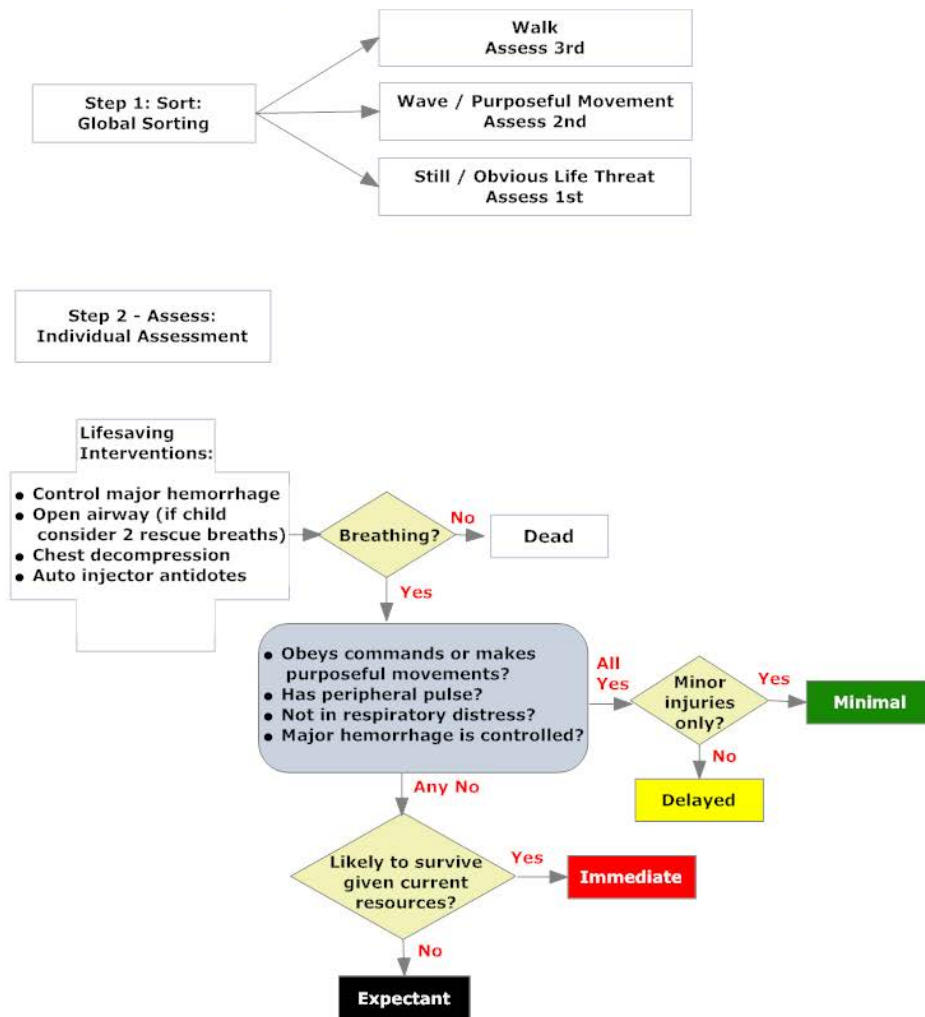 Walk
Assess 3rd
Step 1: Sort:
Global Sorting
Wave / Purposeful Movement
Assess 2nd
Still / Obvious Life Threat
Assess 1st
Step 2 - Assess:
Individual Assessment
Lifesaving
Interventions:
● Control major hemorrhage
● Open airway (if child
consider 2 rescue breaths)
● Chest decompression
● Auto injector antidotes
Breathing?
No
Dead
Yes
● Obeys commands or makes
purposeful movements?
● Has peripheral pulse?
● Not in respiratory distress?
● Major hemorrhage is controlled?
All
Yes
Minor
injuries
only?
Yes
Minimal
No
Delayed
Any No
Likely to survive
given current
resources?
Yes
Immediate
No
Expectant